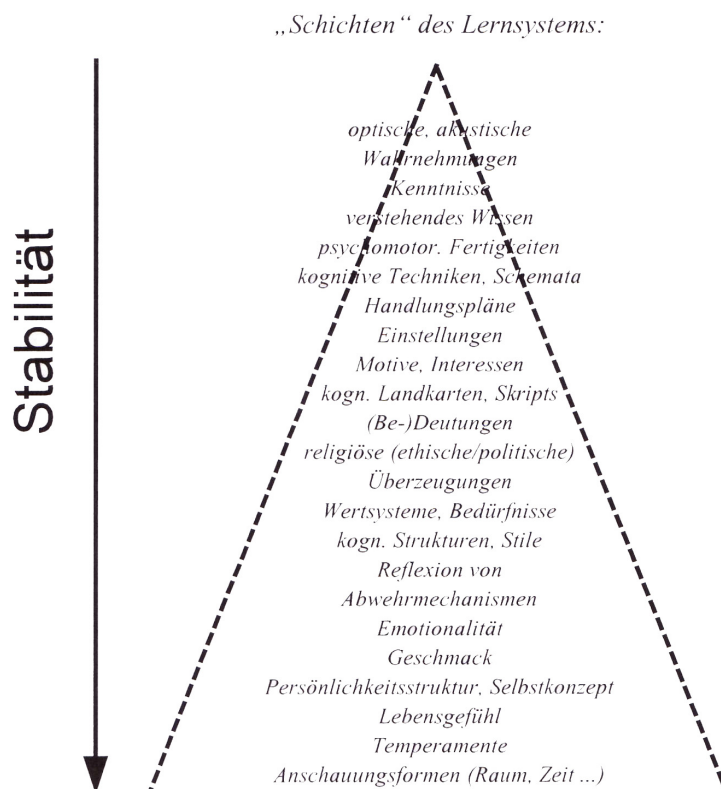 „Schichten“ des Lernsystems:
Stabilität
optische, akustische
Wahrnehmungen
Kenntnisse
verstehendes Wissen
psychomotor. Fertigkeiten
kognitive Techniken, Schemata
Handlungspläne
Einstellungen
Motive, Interessen
kogn. Landkarten, Skripts
(Be-)Deutungen
religiöse (ethische/politische)
Überzeugungen
Wertsysteme, Bedürfnisse
kogn. Strukturen, Stile
Reflexion von
Abwehrmechanismen
Emotionalität
Geschmack
Persönlichkeitsstruktur, Selbstkonzept
Lebensgefühl
Temperamente
Anschauungsformen (Raum, Zeit ...)